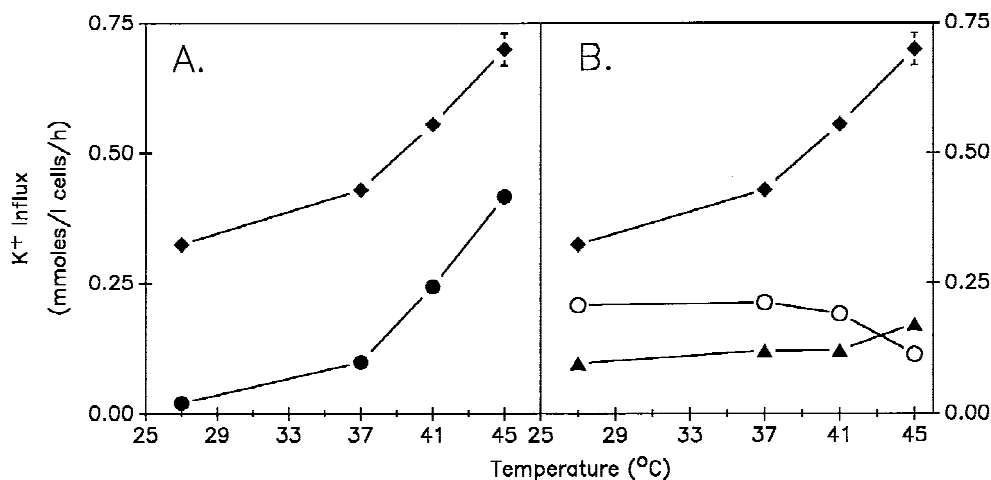 0.75 0.75
A. B.
0.50 0.50
K+ Influx
(mmoles/l cells/h)
0.25 0.25
0.00 0.00
25 29 33 37 41 45 25 29 33 37 41 45
Temperature (°C)